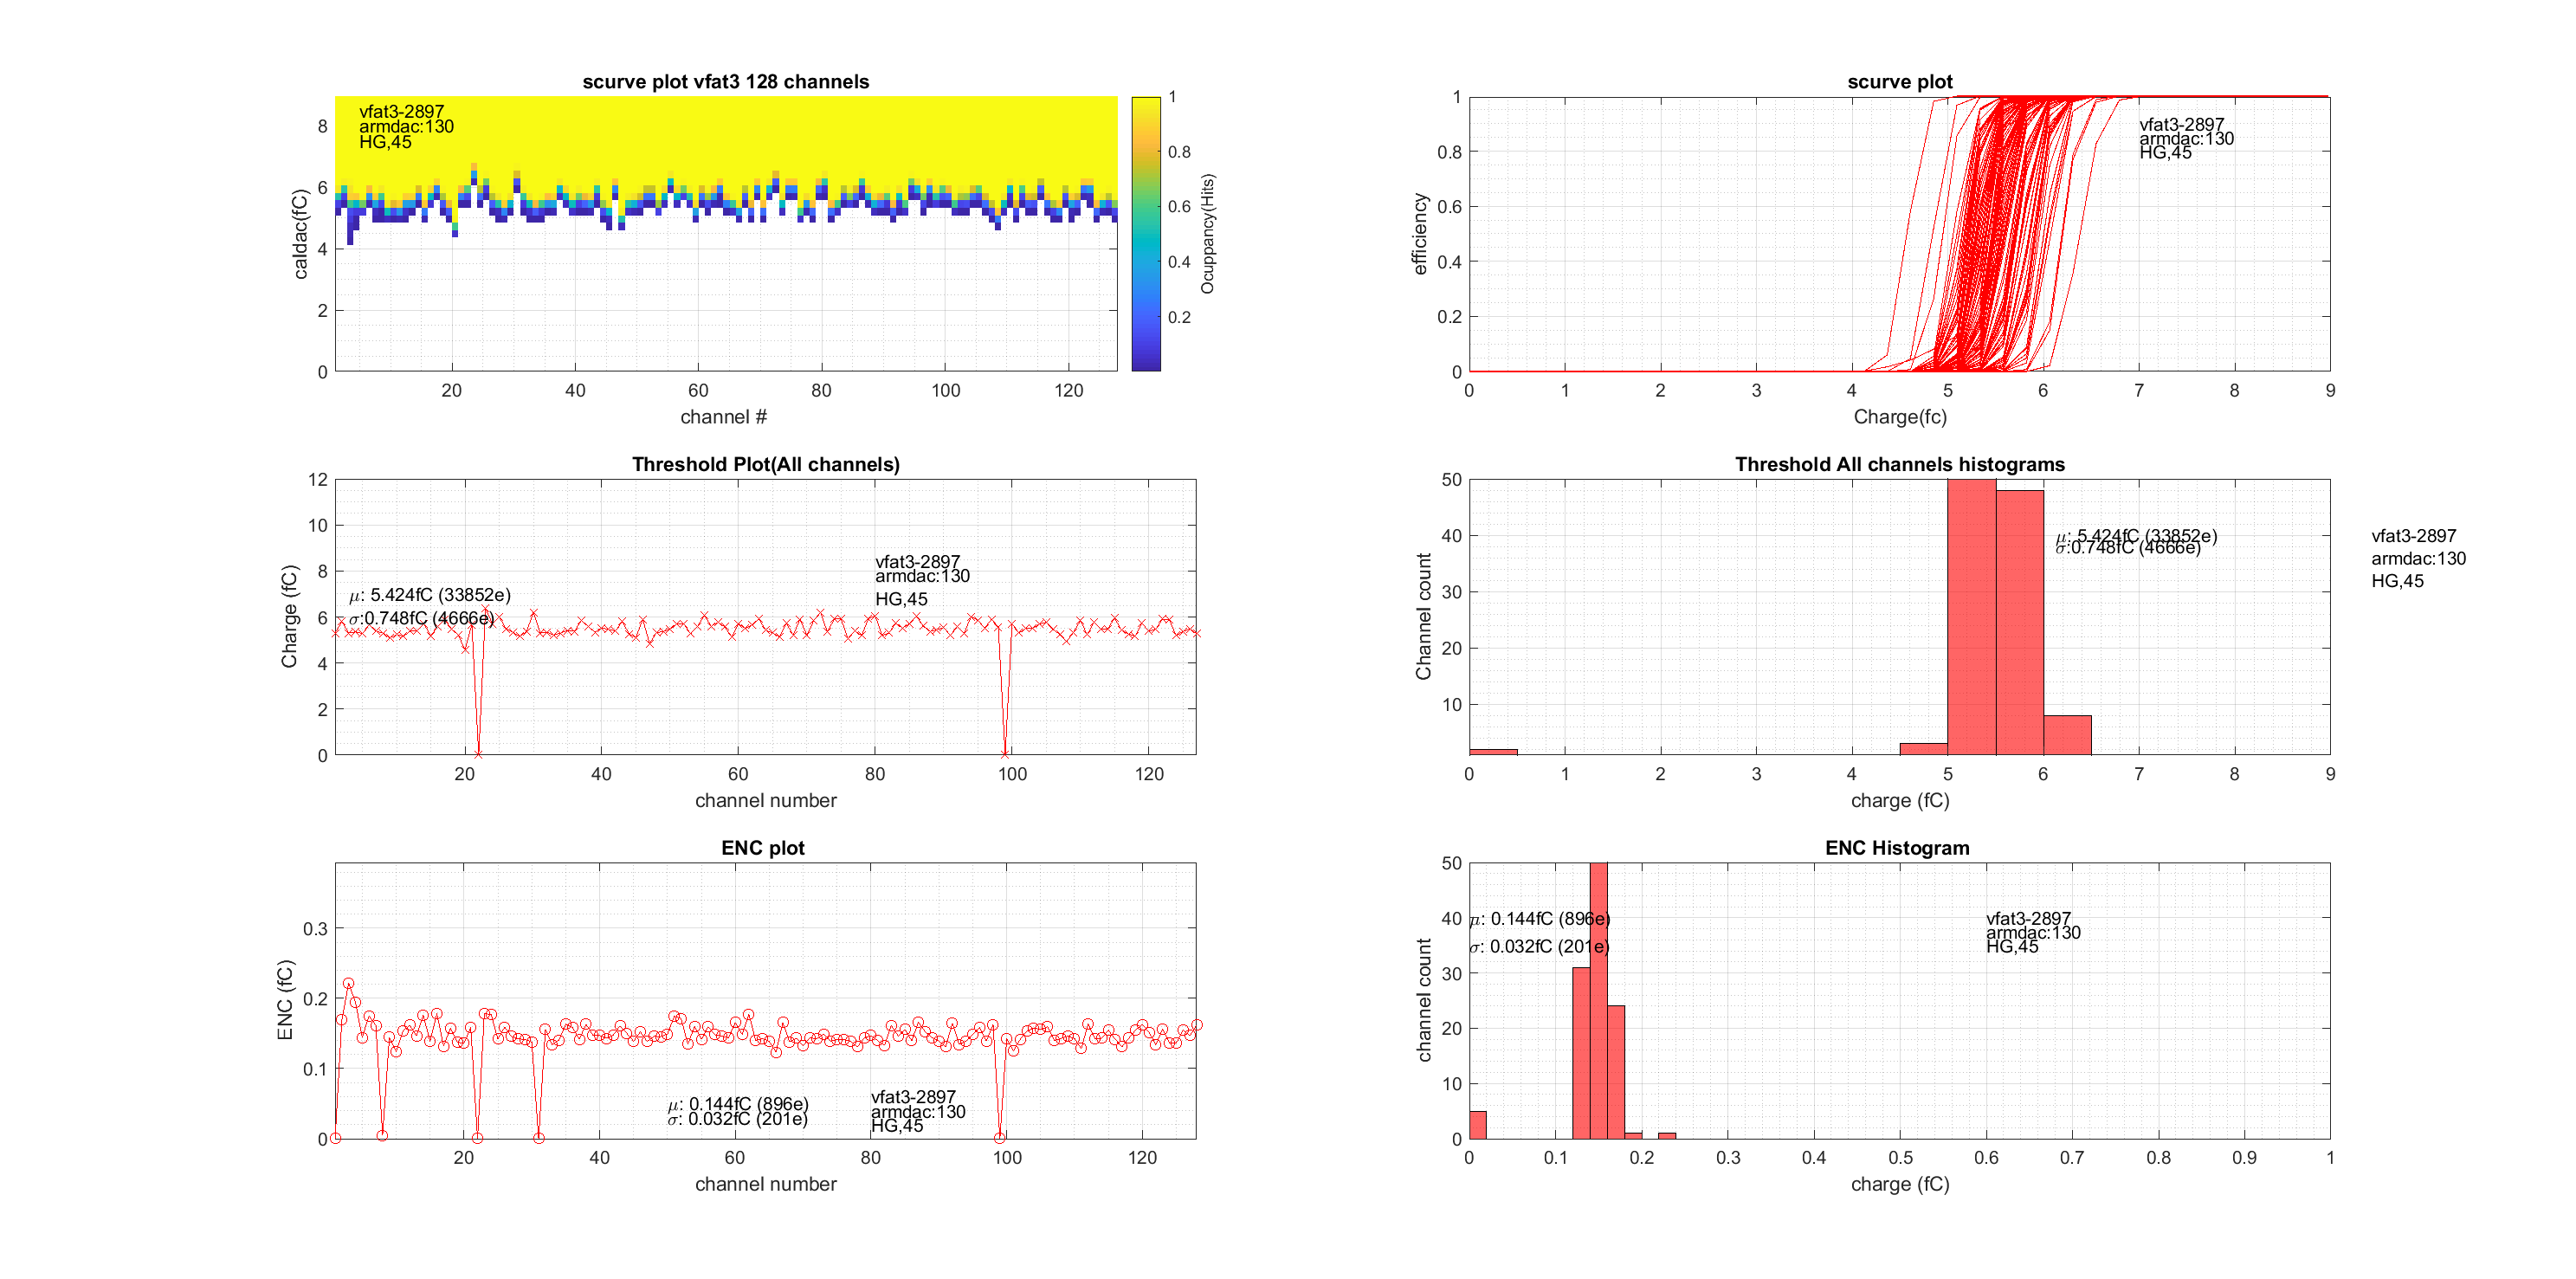 scurve plot vfat3 128 channels
vfat3-2897
armdac:130
HG,45
caldac(fC)
8
6
4
2
0
20
40
60
80
100
120
channel #
1
0.8
0.6
0.4
0.2
Ocuppancy(Hits)
scurve plot
vfat3-2897
armdac:130
HG,45
efficiency
1
0.8
0.6
0.4
0.2
0
0
1
2
3
4
5
6
7
8
9
Charge(fc)
Threshold Plot(All channels)
vfat3-2897
armdac:130
HG,45
μ: 5.424fC (33852e)
σ:0.748fC (4666e)
Charge (fC)
12
10
8
6
4
2
0
20
40
60
80
100
120
channel number
Threshold All channels histograms
μ: 5.424fC (33852e)
σ:0.748fC (4666e)
vfat3-2897
armdac:130
HG,45
Channel count
50
40
30
20
10
0
1
2
3
4
5
6
7
8
9
charge (fC)
ENC plot
ENC (fC)
0.3
0.2
0.1
0
μ: 0.144fC (896e)
σ: 0.032fC (201e)
vfat3-2897
armdac:130
HG,45
20
40
60
80
100
120
channel number
ENC Histogram
μ: 0.144fC (896e)
σ: 0.032fC (201e)
vfat3-2897
armdac:130
HG,45
channel count
50
40
30
20
10
0
0
0.1
0.2
0.3
0.4
0.5
0.6
0.7
0.8
0.9
1
charge (fC)